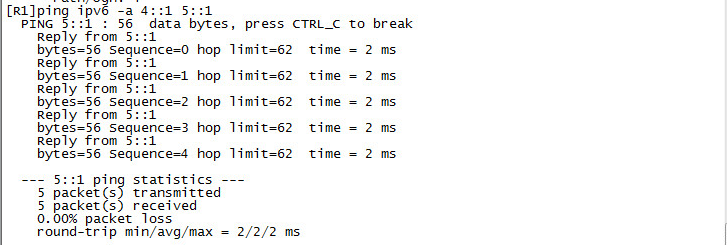 [R1]ping ipv6 -a 4::1 5::1
PING 5::1 : 56 data bytes, press CTRL_C to break
Reply from 5::1
bytes=56 Sequence=0 hop limit=62 time = 2 ms
Reply from 5::1
bytes=56 Sequence=1 hop limit=62 time = 2 ms
Reply from 5::1
bytes=56 Sequence=2 hop limit=62 time = 2 ms
Reply from 5::1
bytes=56 Sequence=3 hop limit=62 time = 2 ms
Reply from 5::1
bytes=56 Sequence=4 hop limit=62 time = 2 ms
--- 5::1 ping statistics ---
5 packet(s) transmitted
5 packet(s) received
0.00% packet loss
round-trip min/avg/max = 2/2/2 ms